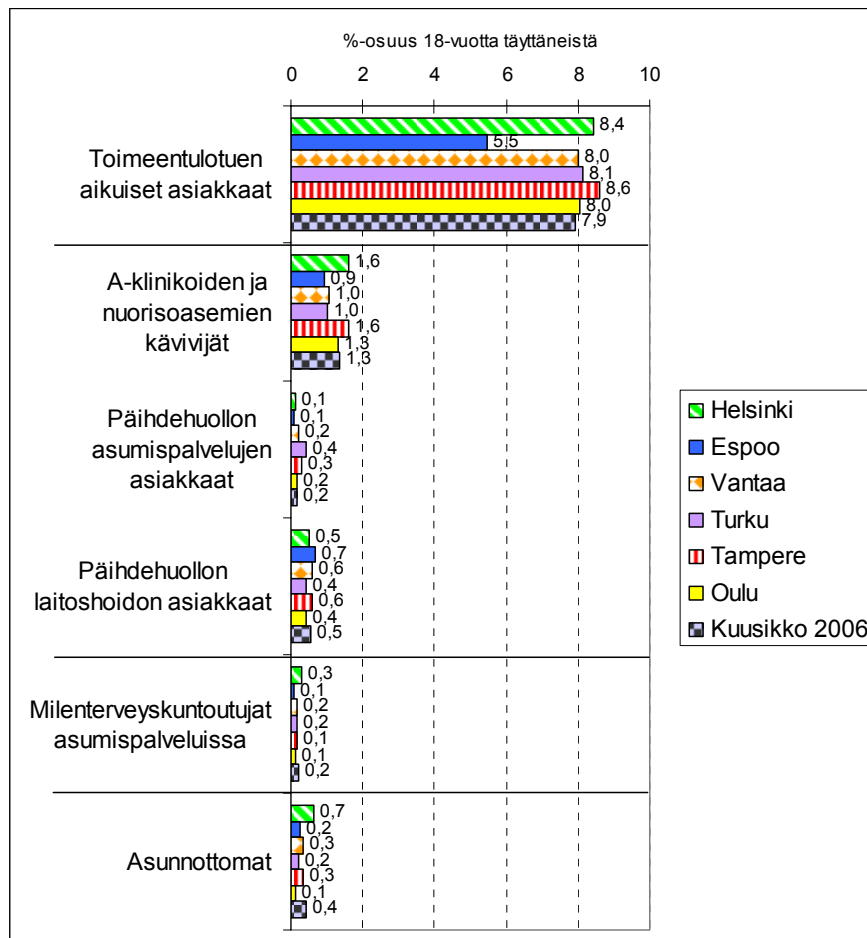 %-osuus 18-vuotta täyttäneistä
0 2 4 6 8 10
Toimeentulotuen
aikuiset asiakkaat
8,4
5,5
8,0
8,1
8,6
8,0
7,9
A-klinikoiden ja
nuorisoasemien
kävivijät
1,6
0,9
1,0
1,0
1,6
1,3
1,3
Päihdehuollon
asumispalvelujen
asiakkaat
0,1
0,1
0,2
0,4
0,3
0,2
0,2
Päihdehuollon
laitoshoidon asiakkaat
0,5
0,7
0,6
0,4
0,6
0,4
0,5
Milenterveyskuntoutujat
asumispalveluissa
0,3
0,1
0,2
0,2
0,1
0,1
0,2
Asunnottomat
0,7
0,2
0,3
0,2
0,3
0,1
0,4
Helsinki
Espoo
Vantaa
Turku
Tampere
Oulu
Kuusikko 2006